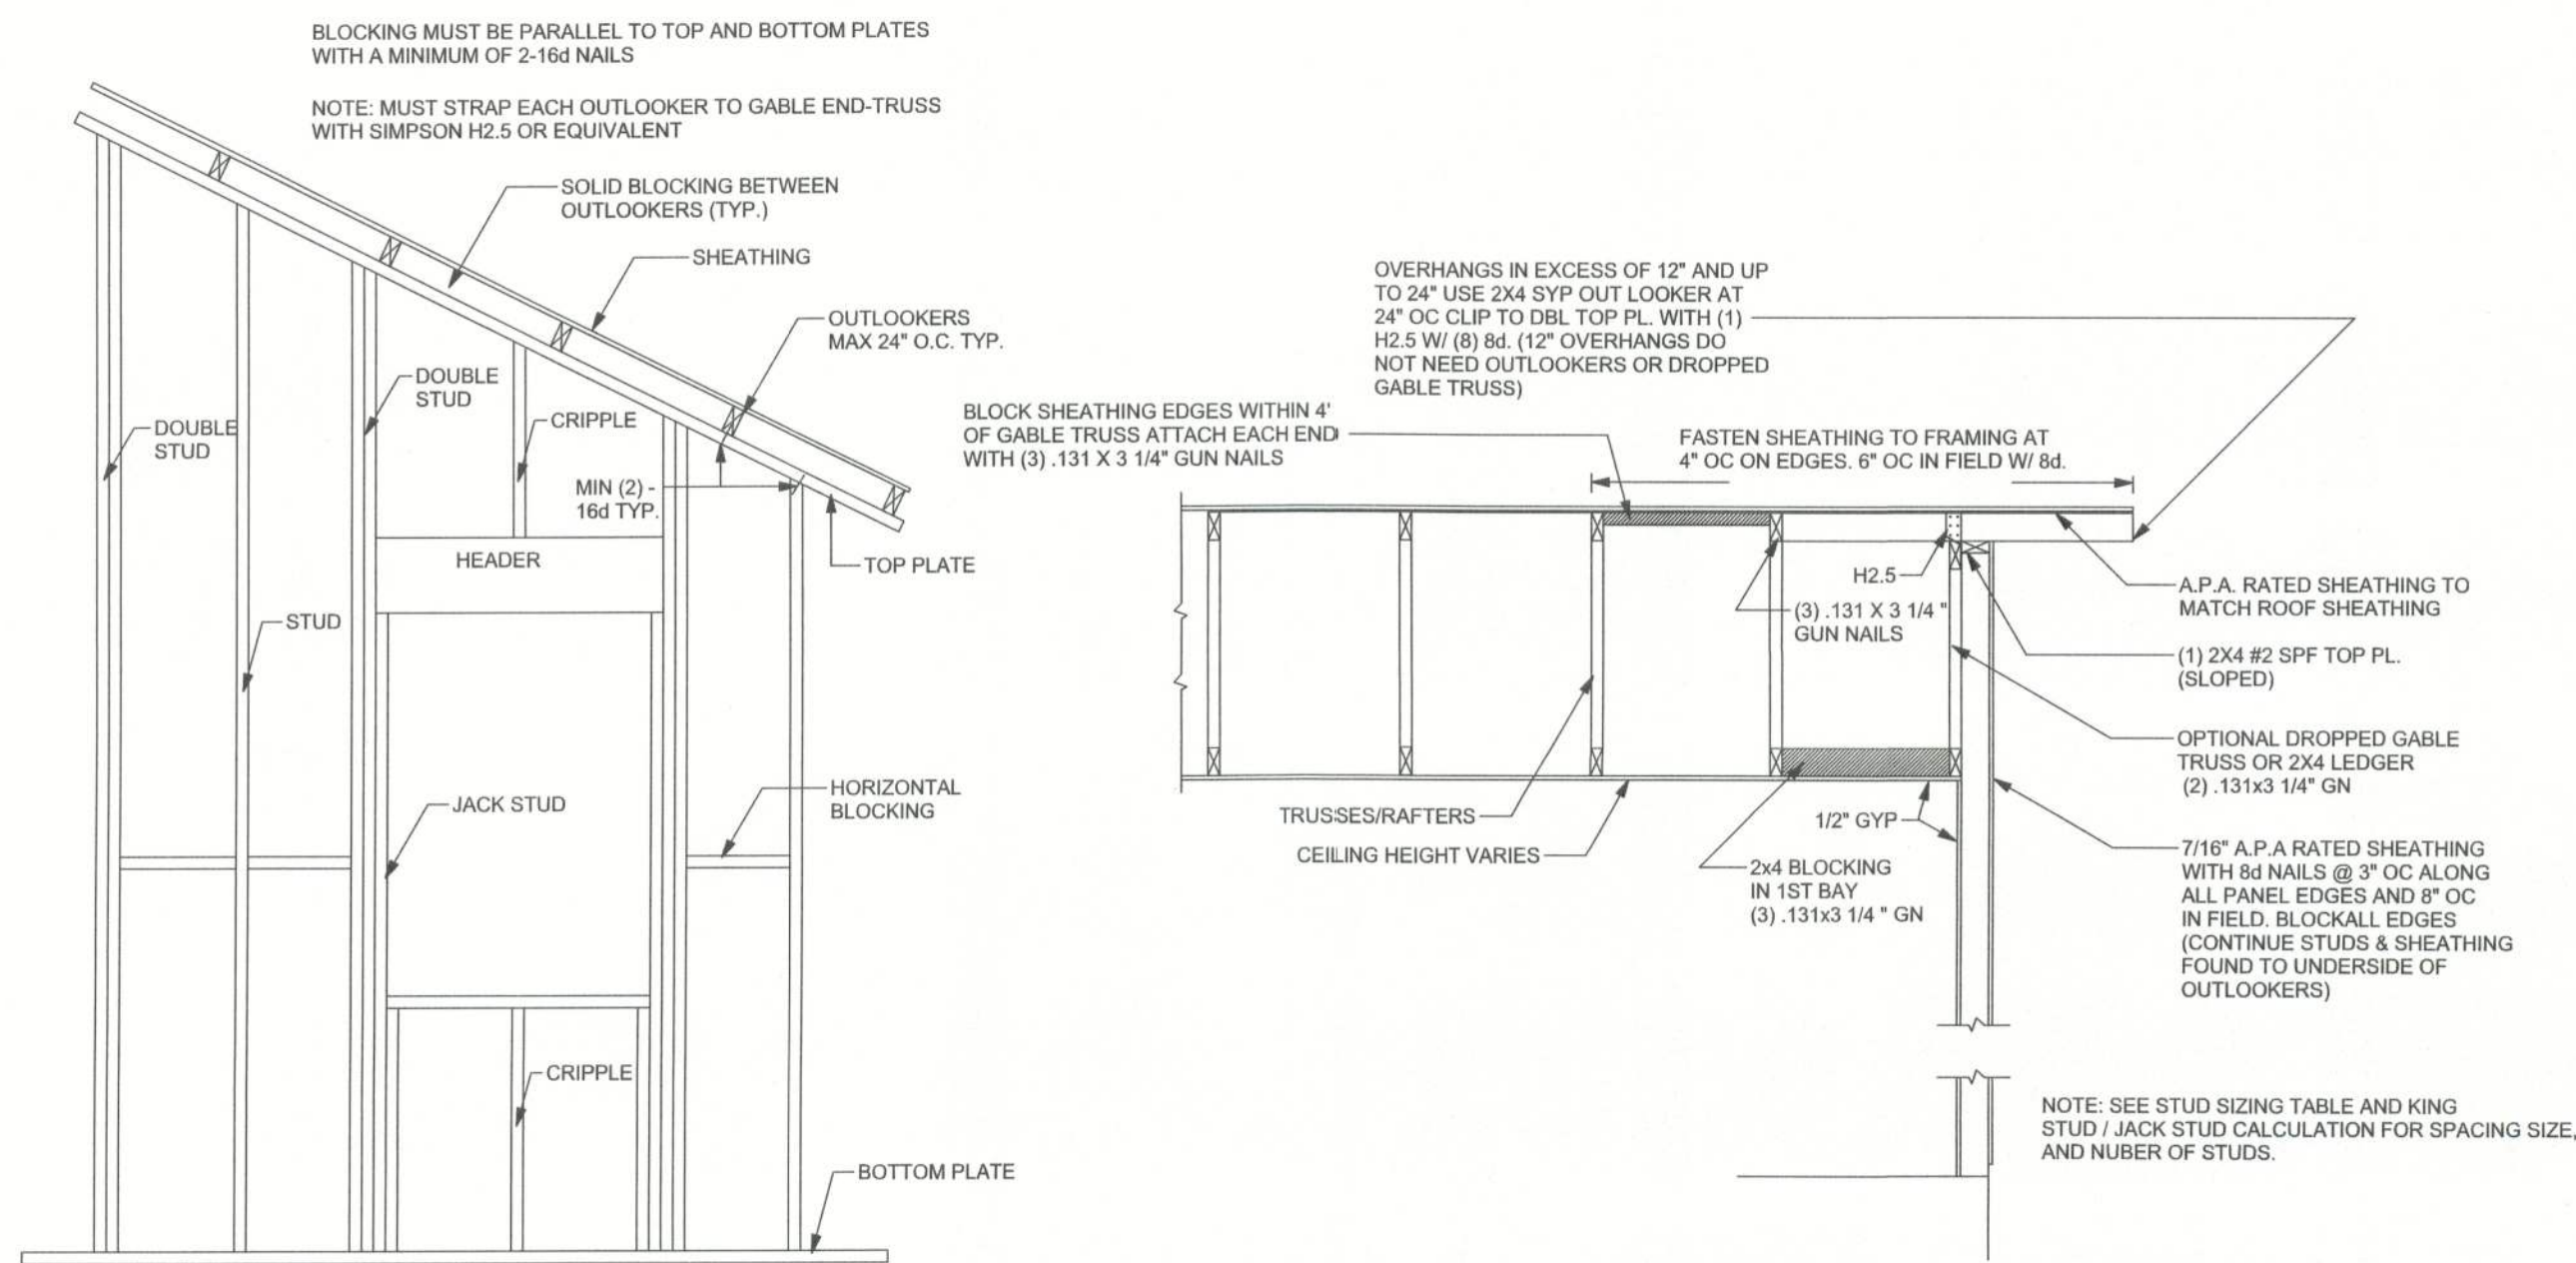 BLOCKING MUST BE PARALLEL TO TOP AND BOTTOM PLATES
WITH A MINIMUM OF 2-16d NAILS
NOTE: MUST STRAP EACH OUTLOOKER TO GABLE END-TRUSS
WITH SIMPSON H2.5 OR EQUIVALENT
SOLID BLOCKING BETWEEN
OUTLOOKERS (TYP.)
SHEATHING
OUTLOOKERS
MAX 24" O.C. TYP.
DOUBLE
STUD
CRIPPLE
DOUBLE
STUD
MIN (2) -
16d TYP.
HEADER
TOP PLATE
STUD
JACK STUD
HORIZONTAL
BLOCKING
CRIPPLE
BOTTOM PLATE
OVERHANGS IN EXCESS OF 12" AND UP
TO 24" USE 2X4 SYP OUT LOOKER AT
24" OC CLIP TO DBL TOP PL. WITH (1)
H2.5 W/ (8) 8d. (12" OVERHANGS DO
NOT NEED OUTLOOKERS OR DROPPED
GABLE TRUSS)
BLOCK SHEATHING EDGES WITHIN 4'
OF GABLE TRUSS ATTACH EACH END
WITH (3) .131 X 3 1/4" GUN NAILS
FASTEN SHEATHING TO FRAMING AT
4" OC ON EDGES. 6" OC IN FIELD W/ 8d.
H2.5
(3) .131 X 3 1/4 "
GUN NAILS
A.P.A. RATED SHEATHING TO
MATCH ROOF SHEATHING
(1) 2X4 #2 SPF TOP PL.
(SLOPED)
OPTIONAL DROPPED GABLE
TRUSS OR 2X4 LEDGER
(2) .131x3 1/4" GN
TRUSSES/RAFTERS
CEILING HEIGHT VARIES
1/2" GYP
2x4 BLOCKING
IN 1ST BAY
(3) .131x3 1/4 " GN
7/16" A.P.A RATED SHEATHING
WITH 8d NAILS @ 3" OC ALONG
ALL PANEL EDGES AND 8" OC
IN FIELD. BLOCKALL EDGES
(CONTINUE STUDS & SHEATHING
FOUND TO UNDERSIDE OF
OUTLOOKERS)
NOTE: SEE STUD SIZING TABLE AND KING
STUD / JACK STUD CALCULATION FOR SPACING SIZE,
AND NUBER OF STUDS.